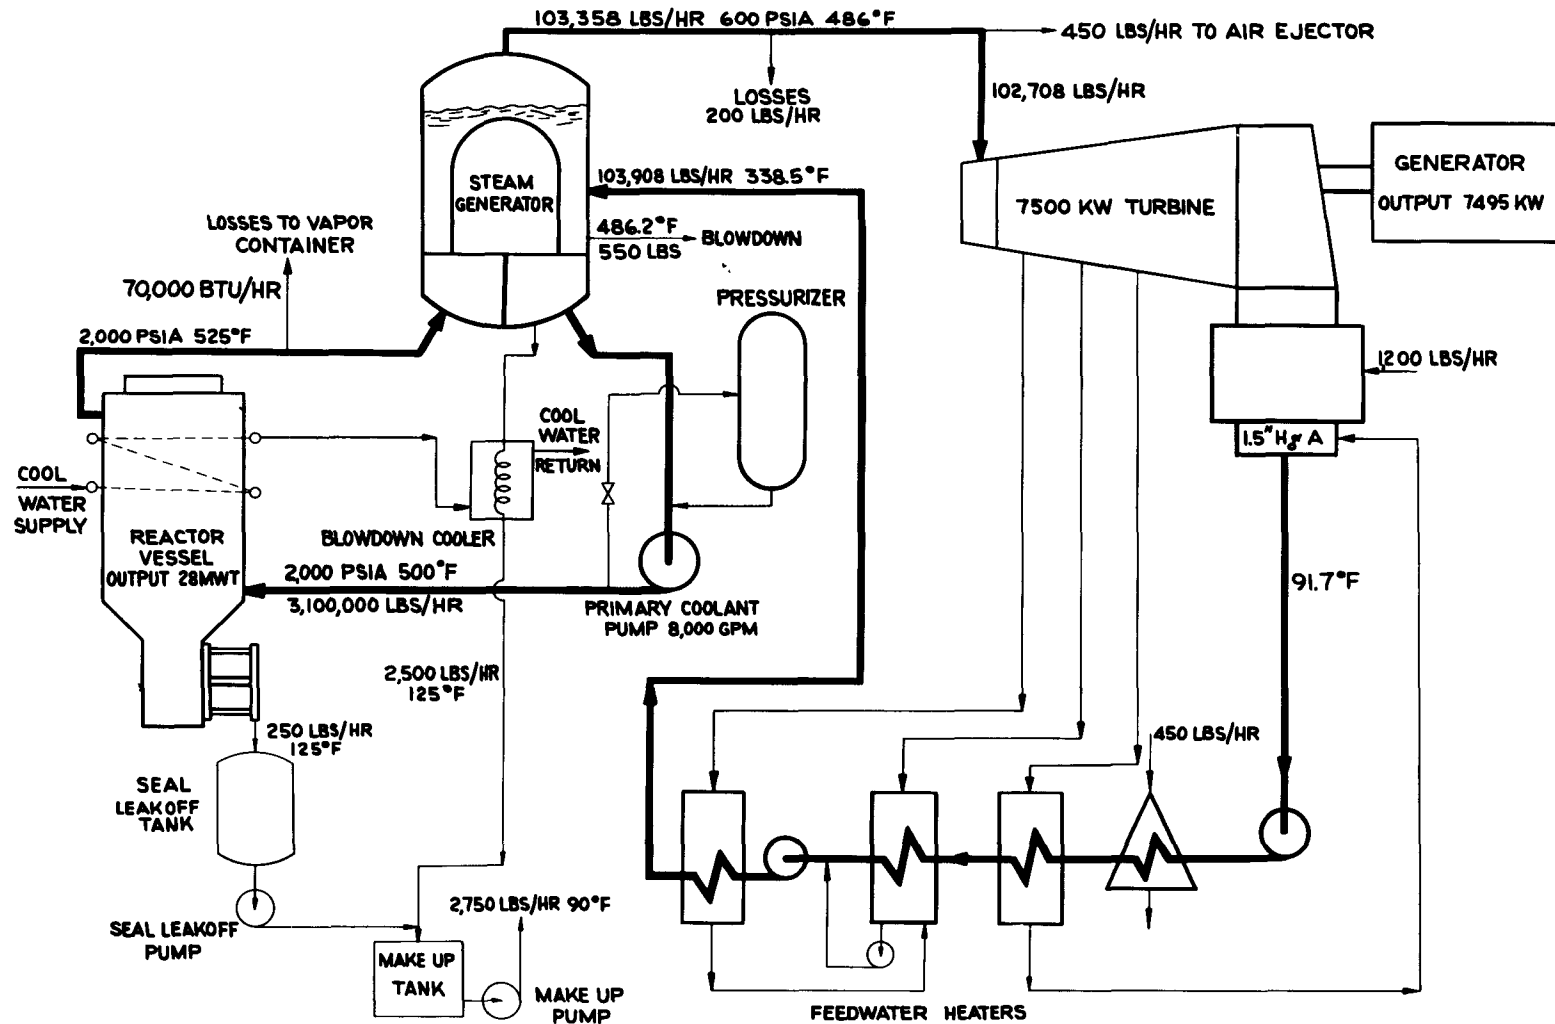 103,358 LBS/HR 600 PSIA 486°F
450 LBS/HR TO AIR EJECTOR
LOSSES
200 LBS/HR
102,708 LBS/HR
STEAM
GENERATOR
103,908 LBS/HR 338.5°F
486.2°F
550 LBS
BLOWDOWN
7500 KW TURBINE
GENERATOR
OUTPUT 7495 KW
LOSSES TO VAPOR
CONTAINER
70,000 BTU/HR
2,000 PSIA 525°F
PRESSURIZER
1200 LBS/HR
1.5" Hg A
COOL
WATER
RETURN
COOL
WATER
SUPPLY
REACTOR
VESSEL
OUTPUT 28MWT
BLOWDOWN COOLER
2,000 PSIA 500°F
3,100,000 LBS/HR
PRIMARY COOLANT
PUMP 8,000 GPM
91.7°F
2,500 LBS/HR
125°F
250 LBS/HR
125°F
SEAL
LEAKOFF
TANK
450 LBS/HR
SEAL LEAKOFF
PUMP
2,750 LBS/HR 90°F
MAKE UP
TANK
MAKE UP
PUMP
FEEDWATER HEATERS